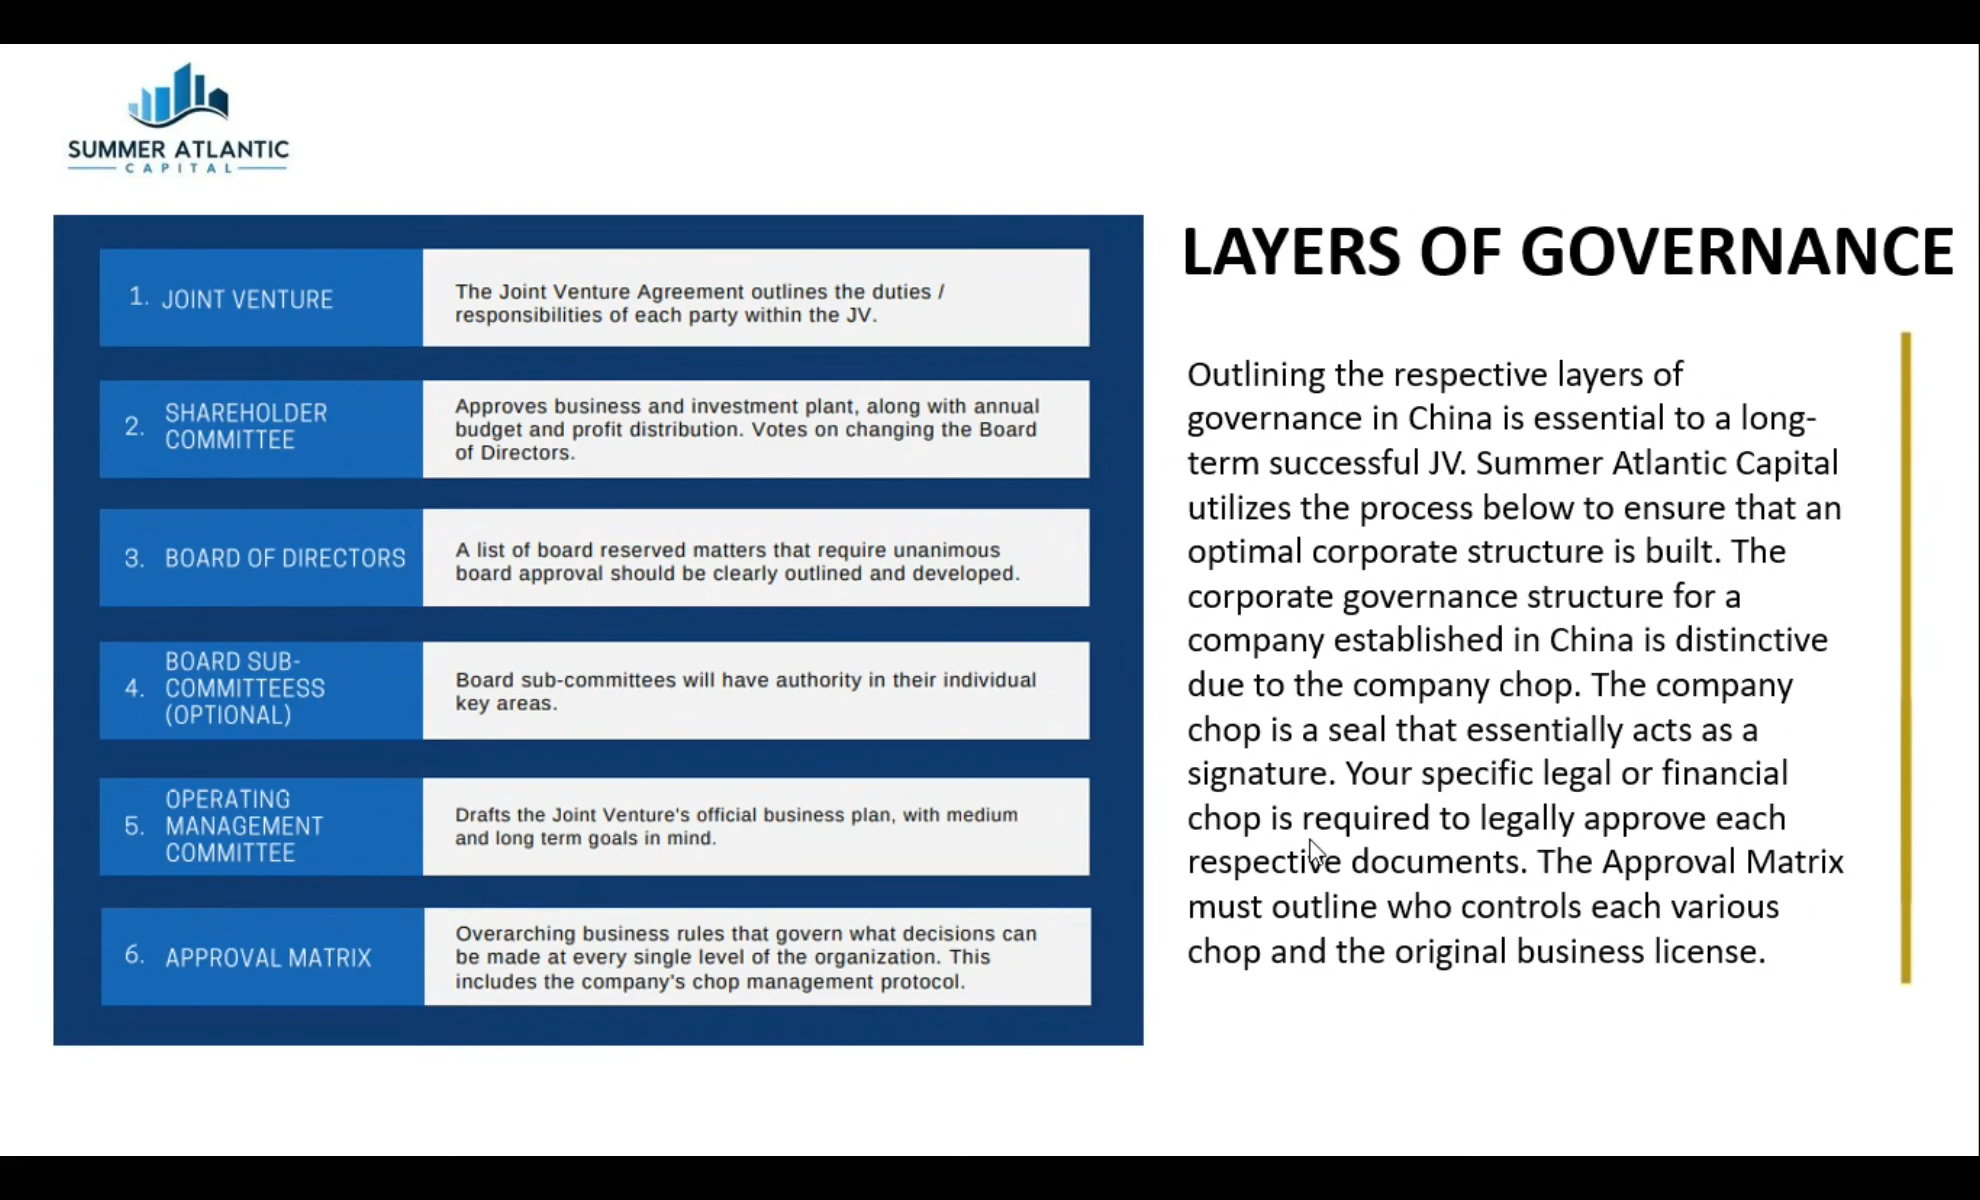 SUMMER ATLANTIC
CAPITAL
1. JOINT VENTURE
The Joint Venture Agreement outlines the duties /
responsibilities of each party within the JV.
2. SHAREHOLDER
COMMITTEE
Approves business and investment plant, along with annual
budget and profit distribution. Votes on changing the Board
of Directors.
3. BOARD OF DIRECTORS
A list of board reserved matters that require unanimous
board approval should be clearly outlined and developed.
4. BOARD SUB-
COMMITTEESS
(OPTIONAL)
Board sub-committees will have authority in their individual
key areas.
5. OPERATING
MANAGEMENT
COMMITTEE
Drafts the Joint Venture's official business plan, with medium
and long term goals in mind.
6. APPROVAL MATRIX
Overarching business rules that govern what decisions can
be made at every single level of the organization. This
includes the company's chop management protocol.
LAYERS OF GOVERNANCE
Outlining the respective layers of
governance in China is essential to a long-
term successful JV. Summer Atlantic Capital
utilizes the process below to ensure that an
optimal corporate structure is built. The
corporate governance structure for a
company established in China is distinctive
due to the company chop. The company
chop is a seal that essentially acts as a
signature. Your specific legal or financial
chop is required to legally approve each
respective documents. The Approval Matrix
must outline who controls each various
chop and the original business license.